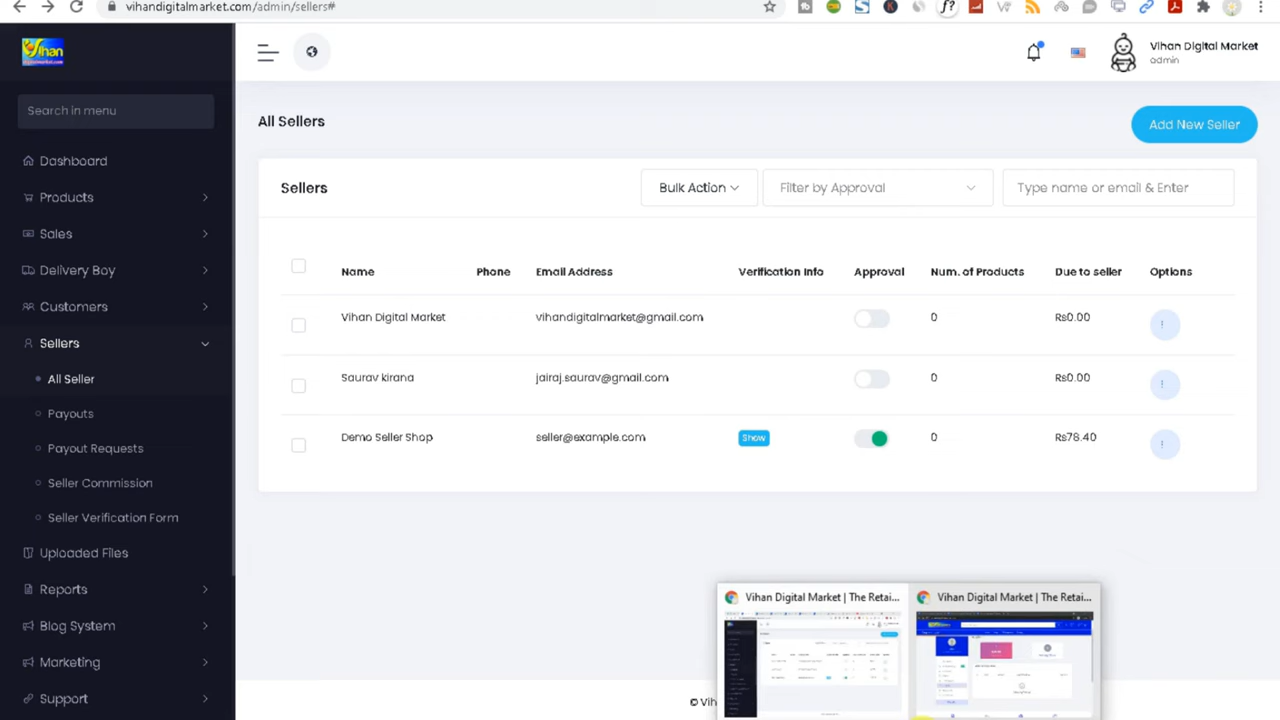 vihandigitalmarket.com/admin/sellers#
Vihan
Search in menu
Dashboard
Products
Sales
Delivery Boy
Customers
Sellers
All Seller
Payouts
Payout Requests
Seller Commission
Seller Verification Form
Uploaded Files
Reports
Blog System
Marketing
Support
Vihan Digital Market
admin
All Sellers
Add New Seller
Sellers
Bulk Action
Filter by Approval
Type name or email & Enter
Name Phone Email Address Verification Info Approval Num. of Products Due to seller Options
Vihan Digital Market vihandigitalmarket@gmail.com 0 Rs0.00
Saurav kirana jairaj.saurav@gmail.com 0 Rs0.00
Demo Seller Shop seller@example.com Show 0 Rs78.40
Vihan Digital Market | The Retai...
Vihan Digital Market | The Retai...
© Vih